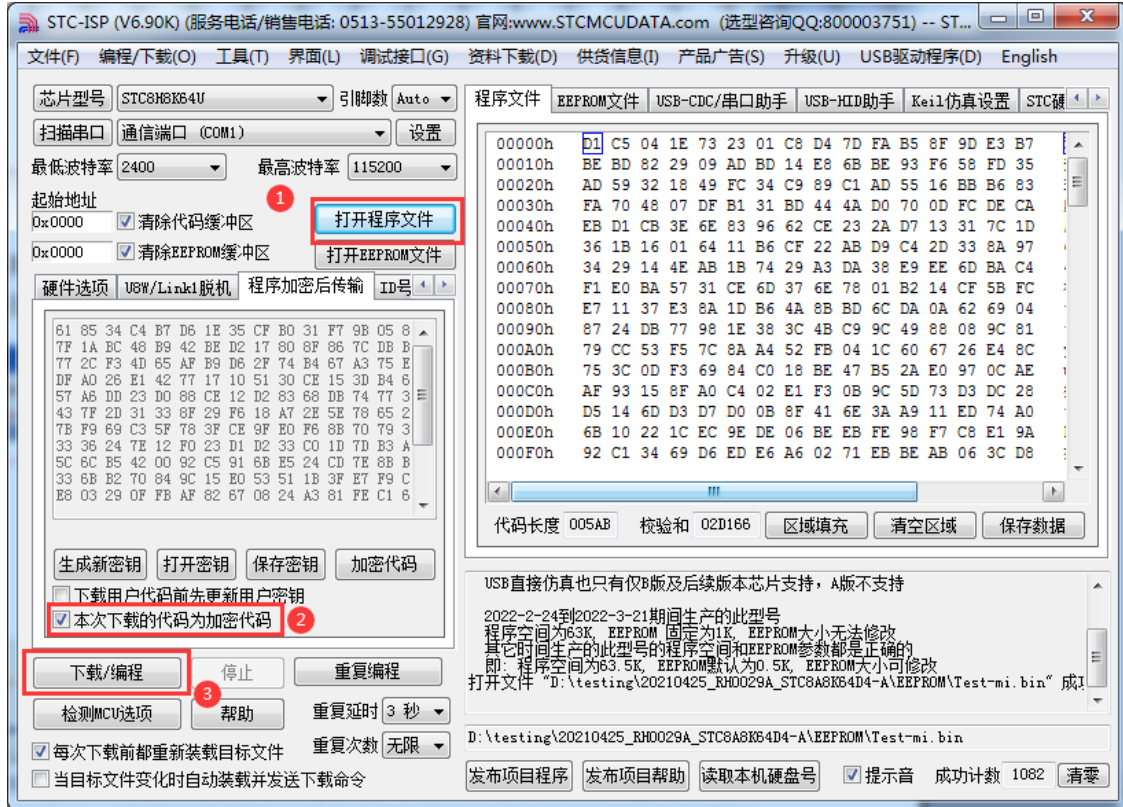 STC-ISP (V6.90K) (服务电话/销售电话: 0513-55012928) 官网:www.STCMCUDATA.com (选型咨询QQ:800003751) -- ST...
文件(F) 编程/下载(O) 工具(T) 界面(L) 调试接口(G) 资料下载(D) 供货信息(I) 产品广告(S) 升级(U) USB驱动程序(D) English
芯片型号 STC8H8K64U 引脚数 Auto
扫描串口 通信端口 (COM1) 设置
最低波特率 2400 最高波特率 115200
起始地址
1
0x0000 清除代码缓冲区 打开程序文件
0x0000 清除EEPROM缓冲区 打开EEPROM文件
硬件选项 U8W/Link1脱机 程序加密后传输 ID号
61 85 34 C4 B7 D6 1E 35 CF B0 31 F7 9B 05 8
7F 1A BC 48 B9 42 BE D2 17 80 8F 86 7C DB B
77 2C F3 4D 65 AF B9 D6 2F 74 B4 67 A3 75 E
DF A0 26 E1 42 77 17 10 51 30 CE 15 3D B4 6
57 A6 DD 23 D0 88 CE 12 D2 83 68 DB 74 77 3
43 7F 2D 31 33 8F 29 F6 18 A7 2E 5E 78 65 2
7B F9 69 C3 5F 78 3F CE 9F E0 F6 8B 70 79 3
33 36 24 7E 12 F0 23 D1 D2 33 C0 1D 7D B3 A
5C 6C B5 42 00 92 C5 91 6B E5 24 CD 7E 8B B
33 6B B2 70 84 9C 15 E0 53 51 1B 3F E7 F9 C
E8 03 29 0F FB AF 82 67 08 24 A3 81 FE C1 6
生成新密钥 打开密钥 保存密钥 加密代码
下载用户代码前先更新用户密钥
本次下载的代码为加密代码 2
下载/编程 停止 重复编程
3
检测MCU选项 帮助 重复延时 3 秒
每次下载前都重新装载目标文件 重复次数 无限
当目标文件变化时自动装载并发送下载命令
程序文件 EEPROM文件 USB-CDC/串口助手 USB-HID助手 Keil仿真设置 STC硬
00000h D1 C5 04 1E 73 23 01 C8 D4 7D FA B5 8F 9D E3 B7
00010h BE BD 82 29 09 AD BD 14 E8 6B BE 93 F6 58 FD 35
00020h AD 59 32 18 49 FC 34 C9 89 C1 AD 55 16 BB B6 83
00030h FA 70 48 07 DF B1 31 BD 44 4A D0 70 0D FC DE CA
00040h EB D1 CB 3E 6E 83 96 62 CE 23 2A D7 13 31 7C 1D
00050h 36 1B 16 01 64 11 B6 CF 22 AB D9 C4 2D 33 8A 97
00060h 34 29 14 4E AB 1B 74 29 A3 DA 38 E9 EE 6D BA C4
00070h F1 E0 BA 57 31 CE 6D 37 6E 78 01 B2 14 CF 5B FC
00080h E7 11 37 E3 8A 1D B6 4A 8B BD 6C DA 0A 62 69 04
00090h 87 24 DB 77 98 1E 38 3C 4B C9 9C 49 88 08 9C 81
000A0h 79 CC 53 F5 7C 8A A4 52 FB 04 1C 60 67 26 E4 8C
000B0h 75 3C 0D F3 69 84 C0 18 BE 47 B5 2A E0 97 0C AE
000C0h AF 93 15 8F A0 C4 02 E1 F3 0B 9C 5D 73 D3 DC 28
000D0h D5 14 6D D3 D7 D0 0B 8F 41 6E 3A A9 11 ED 74 A0
000E0h 6B 10 22 1C EC 9E DE 06 BE EB FE 98 F7 C8 E1 9A
000F0h 92 C1 34 69 D6 ED E6 A6 02 71 EB BE AB 06 3C D8
代码长度 005AB 校验和 02D166 区域填充 清空区域 保存数据
USB直接仿真也只有仅B版及后续版本芯片支持，A版不支持
2022-2-24到2022-3-21期间生产的此型号
程序空间为63K, EEPROM 固定为1K, EEPROM大小无法修改
其它时间生产的此型号的程序空间和EEPROM参数都是正确的
即: 程序空间为63.5K, EEPROM默认为0.5K, EEPROM大小可修改
打开文件 "D:\testing\20210425_RH0029A_STC8A8K64D4-A\EEPROM\Test-mi.bin" 成
D:\testing\20210425_RH0029A_STC8A8K64D4-A\EEPROM\Test-mi.bin
发布项目程序 发布项目帮助 读取本机硬盘号 提示音 成功计数 1082 清零